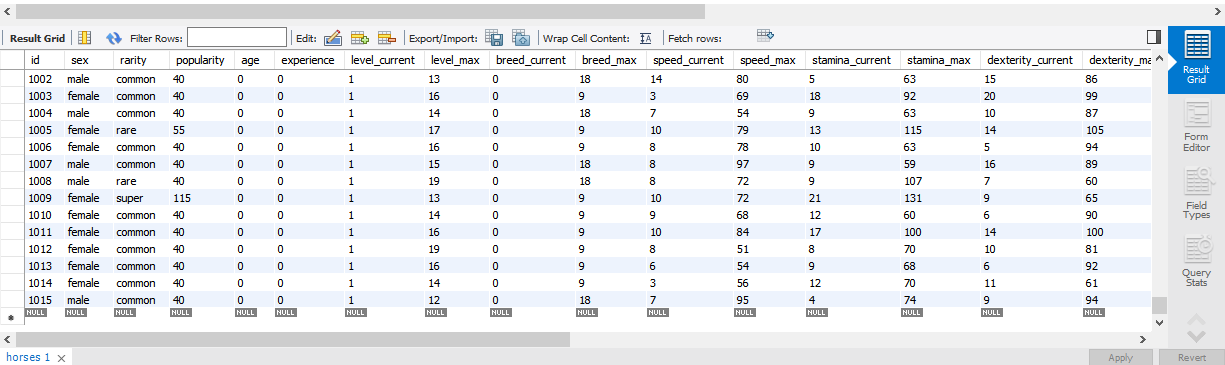 Result Grid Filter Rows: Edit: Export/Import: Wrap Cell Content: IA Fetch rows:
id sex rarity popularity age experience level_current level_max breed_current breed_max speed_current speed_max stamina_current stamina_max dexterity_current dexterity_ma
1002 male common 40 0 0 1 13 0 18 14 80 5 63 15 86
1003 female common 40 0 0 1 16 0 9 3 69 18 92 20 99
1004 male common 40 0 0 1 14 0 18 7 54 9 63 10 87
1005 female rare 55 0 0 1 17 0 9 10 79 13 115 14 105
1006 female common 40 0 0 1 16 0 9 8 78 10 63 5 94
1007 male common 40 0 0 1 15 0 18 8 97 9 59 16 89
1008 male rare 40 0 0 1 19 0 18 8 72 9 107 7 60
1009 female super 115 0 0 1 13 0 9 10 72 21 131 9 65
1010 female common 40 0 0 1 14 0 9 9 68 12 60 6 90
1011 female common 40 0 0 1 16 0 9 10 84 17 100 14 100
1012 female common 40 0 0 1 19 0 9 8 51 8 70 10 81
1013 female common 40 0 0 1 16 0 9 6 54 9 68 6 92
1014 female common 40 0 0 1 14 0 9 3 56 12 70 11 61
1015 male common 40 0 0 1 12 0 18 7 95 4 74 9 94
NULL NULL NULL NULL NULL NULL NULL NULL NULL NULL NULL NULL NULL NULL NULL NULL
Result
Grid
Form
Editor
Field
Types
Query
Stats
horses 1 Apply Revert